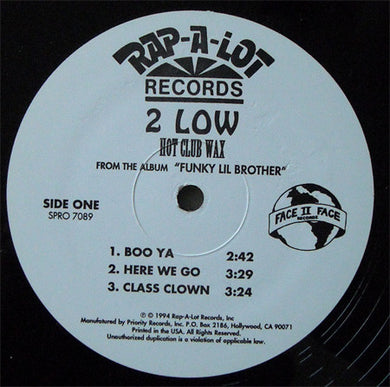 RAP-A-LOT
RECORDS
2 LOW
HOT CLUB WAX
FROM THE ALBUM "FUNKY LIL BROTHER"
SIDE ONE
SPRO 7089
FACE II FACE
RECORDS
1. BOO YA 2:42
2. HERE WE GO 3:29
3. CLASS CLOWN 3:24
℗ © 1994 Rap-A-Lot Records, Inc
Manufatured by Priority Records, Inc. P.O. Box 2186, Hollywood, CA 90071
Printed in the USA. All Rights Reserved.
Unauthorized duplication is a violation of applicable law.